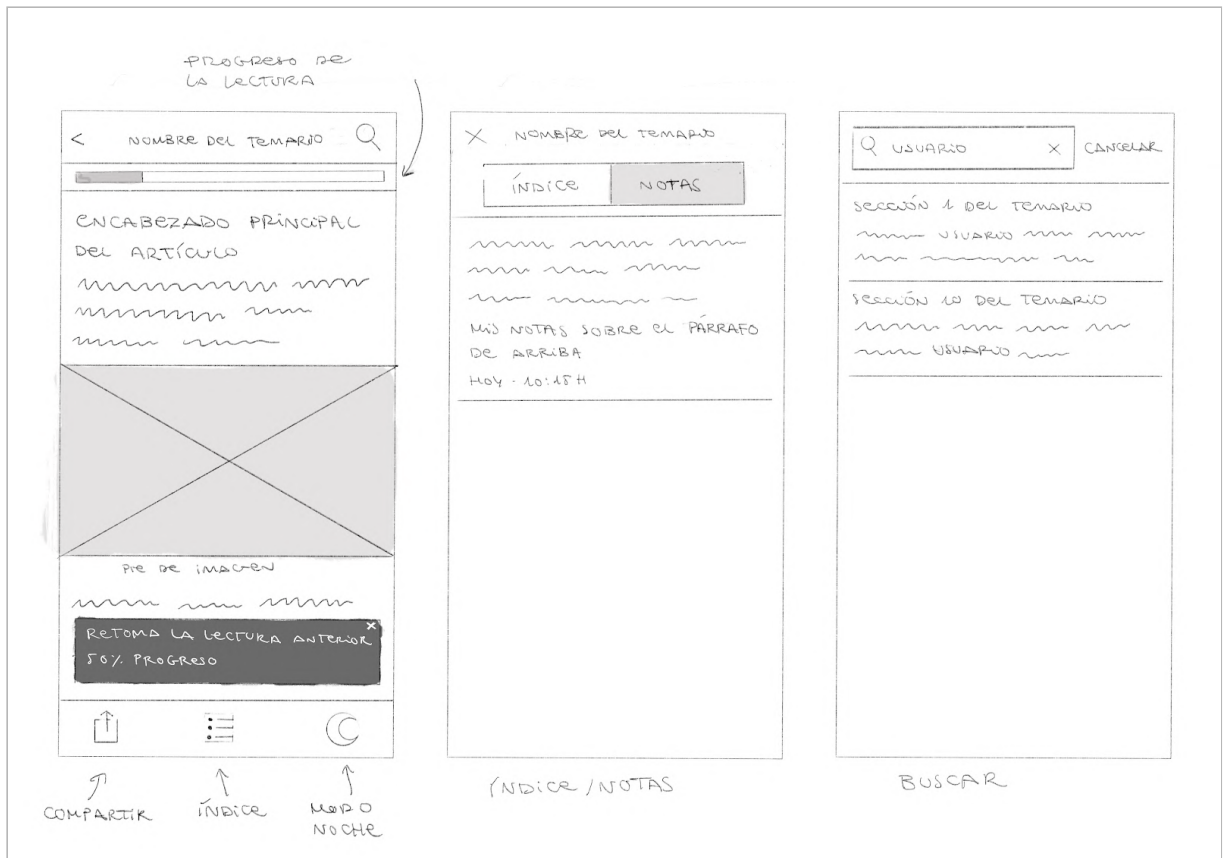 PROGRESO DE
LA LECTURA
NOMBRE DEL TEMARIO
ENCABEZADO PRINCIPAL
DEL ARTÍCULO
PIE DE IMAGEN
RETOMA LA LECTURA ANTERIOR
50% PROGRESO
COMPARTIR
ÍNDICE
MODO
NOCHE
NOMBRE DEL TEMARIO
ÍNDICE
NOTAS
MIS NOTAS SOBRE EL PÁRRAFO
DE ARRIBA
HOY · 10:15 H
ÍNDICE / NOTAS
USUARIO
CANCELAR
SECCIÓN 1 DEL TEMARIO
USUARIO
SECCIÓN 10 DEL TEMARIO
USUARIO
BUSCAR